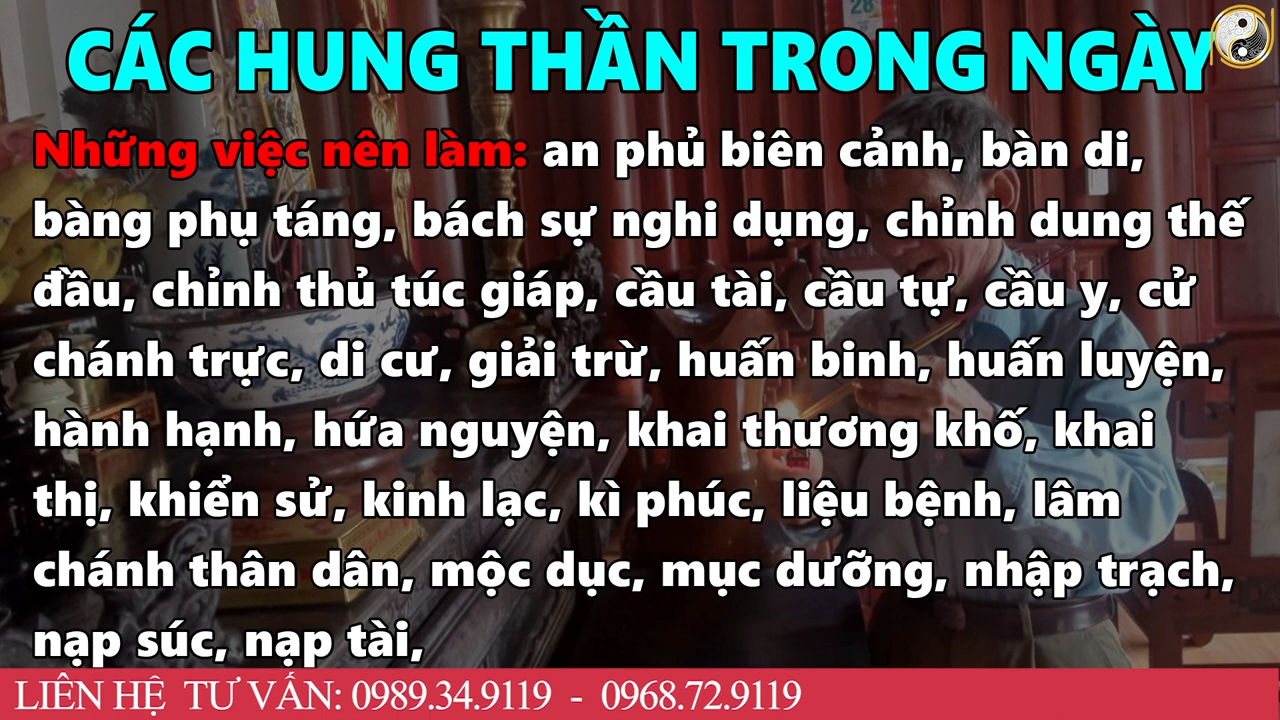 CÁC HUNG THẦN TRONG NGÀY
Những việc nên làm: an phủ biên cảnh, bàn di,
bàng phụ táng, bách sự nghi dụng, chỉnh dung thế
đầu, chỉnh thủ túc giáp, cầu tài, cầu tự, cầu y, cử
chánh trực, di cư, giải trừ, huấn binh, huấn luyện,
hành hạnh, hứa nguyện, khai thương khố, khai
thị, khiển sử, kinh lạc, kì phúc, liệu bệnh, lâm
chánh thân dân, mộc dục, mục dưỡng, nhập trạch,
nạp súc, nạp tài,
LIÊN HỆ TƯ VẤN: 0989.34.9119 - 0968.72.9119
28